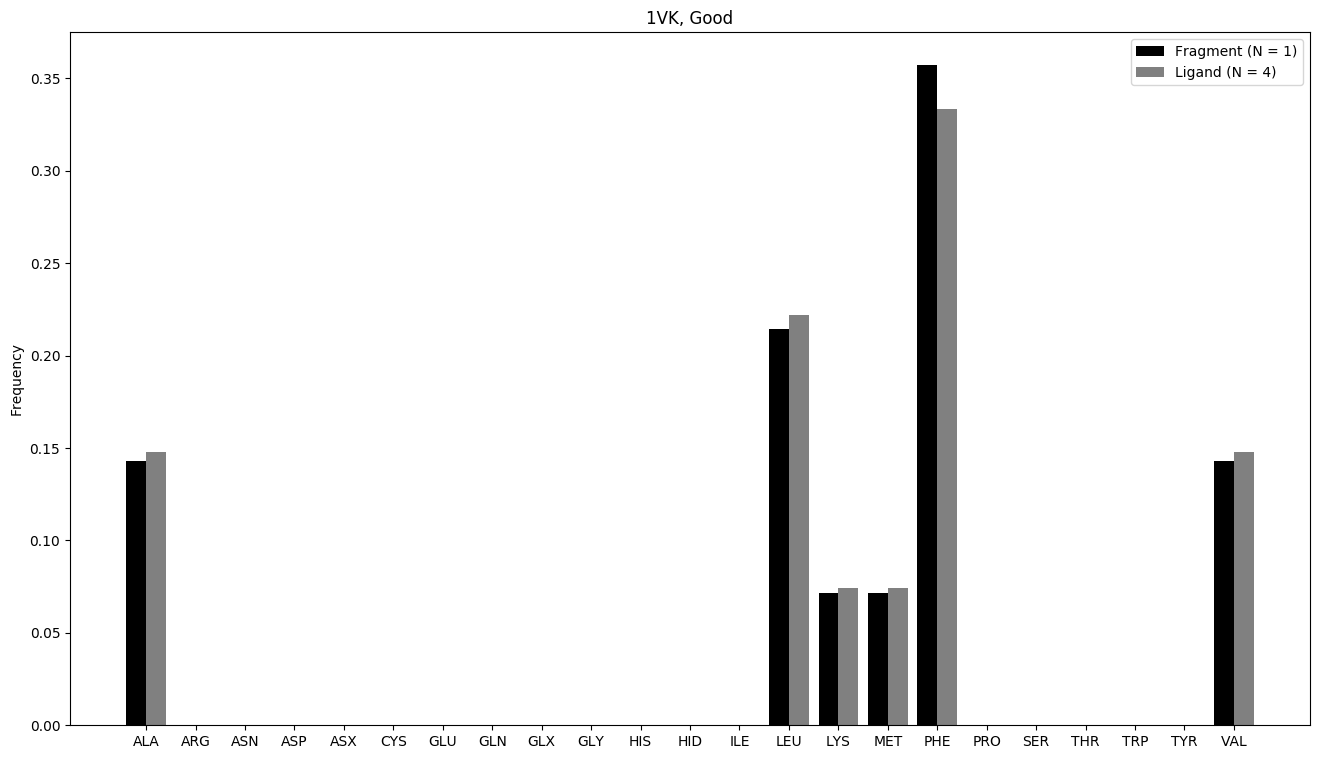 1VK, Good
Fragment (N = 1)
Ligand (N = 4)
Frequency
0.35
0.30
0.25
0.20
0.15
0.10
0.05
0.00
ALA ARG ASN ASP ASX CYS GLU GLN GLX GLY HIS HID ILE LEU LYS MET PHE PRO SER THR TRP TYR VAL